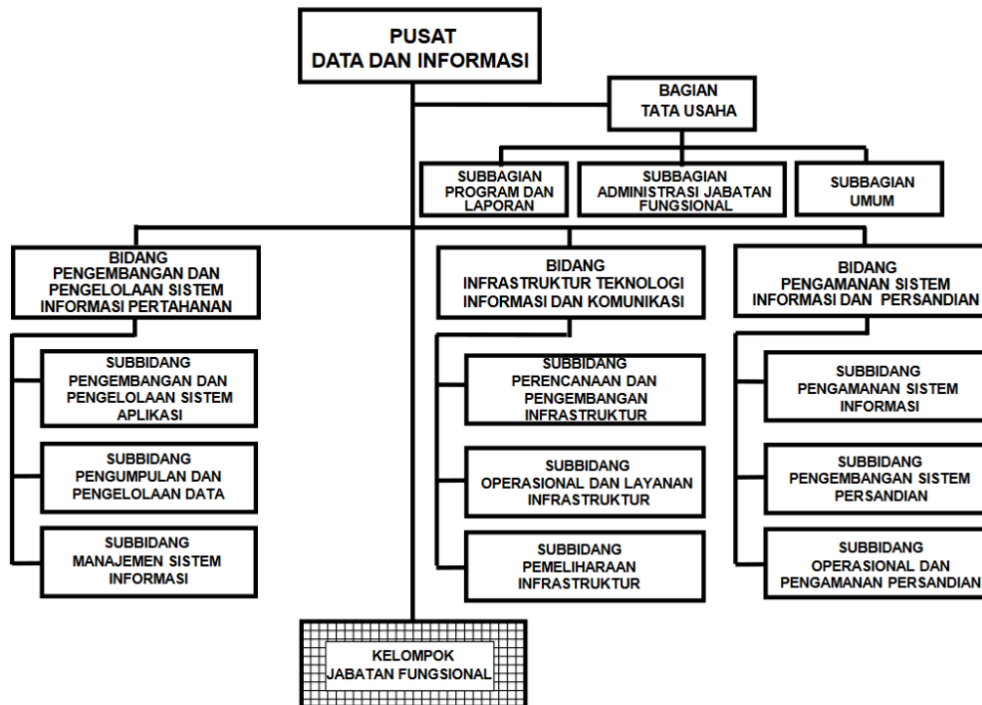 PUSAT
DATA DAN INFORMASI
BAGIAN
TATA USAHA
SUBBAGIAN
PROGRAM DAN
LAPORAN
SUBBAGIAN
ADMINISTRASI JABATAN
FUNGSIONAL
SUBBAGIAN
UMUM
BIDANG
PENGEMBANGAN DAN
PENGELOLAAN SISTEM
INFORMASI PERTAHANAN
BIDANG
INFRASTRUKTUR TEKNOLOGI
INFORMASI DAN KOMUNIKASI
BIDANG
PENGAMANAN SISTEM
INFORMASI DAN PERSANDIAN
SUBBIDANG
PENGEMBANGAN DAN
PENGELOLAAN SISTEM
APLIKASI
SUBBIDANG
PENGUMPULAN DAN
PENGELOLAAN DATA
SUBBIDANG
MANAJEMEN SISTEM
INFORMASI
SUBBIDANG
PERENCANAAN DAN
PENGEMBANGAN
INFRASTRUKTUR
SUBBIDANG
OPERASIONAL DAN LAYANAN
INFRASTRUKTUR
SUBBIDANG
PEMELIHARAAN
INFRASTRUKTUR
SUBBIDANG
PENGAMANAN SISTEM
INFORMASI
SUBBIDANG
PENGEMBANGAN SISTEM
PERSANDIAN
SUBBIDANG
OPERASIONAL DAN
PENGAMANAN PERSANDIAN
KELOMPOK
JABATAN FUNGSIONAL